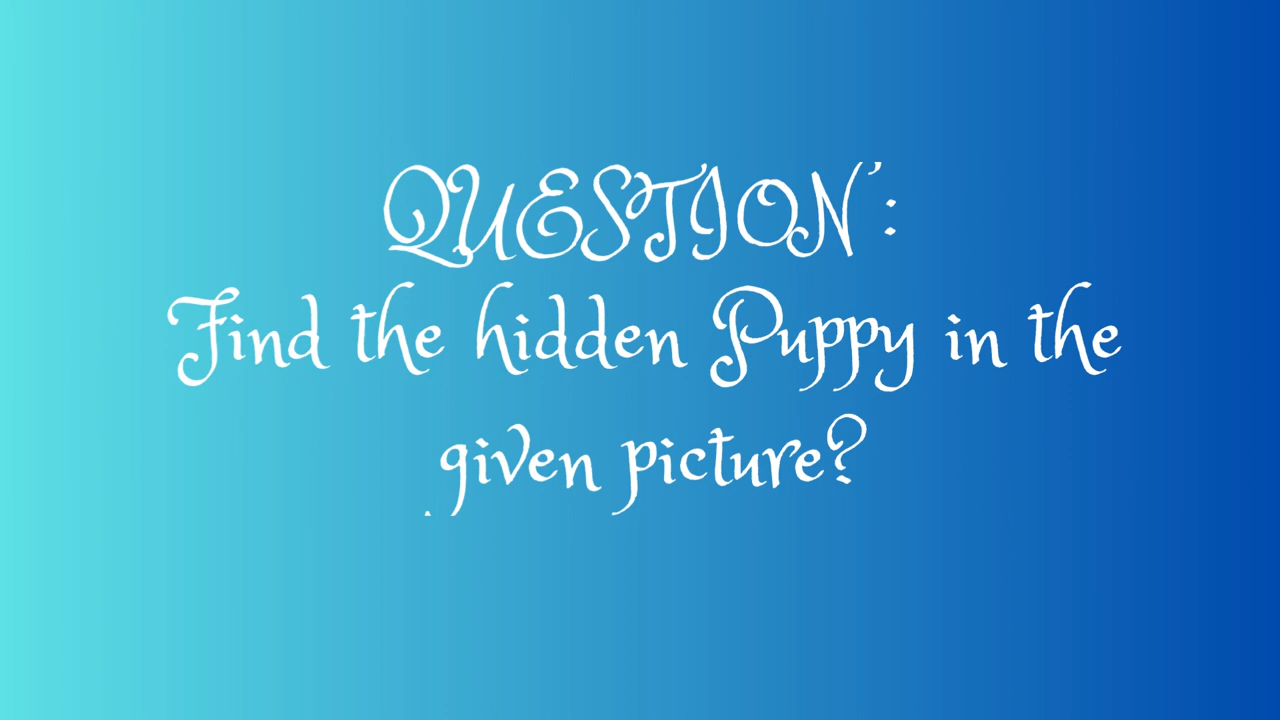 QUESTION':
Find the hidden Puppy in the
given picture?